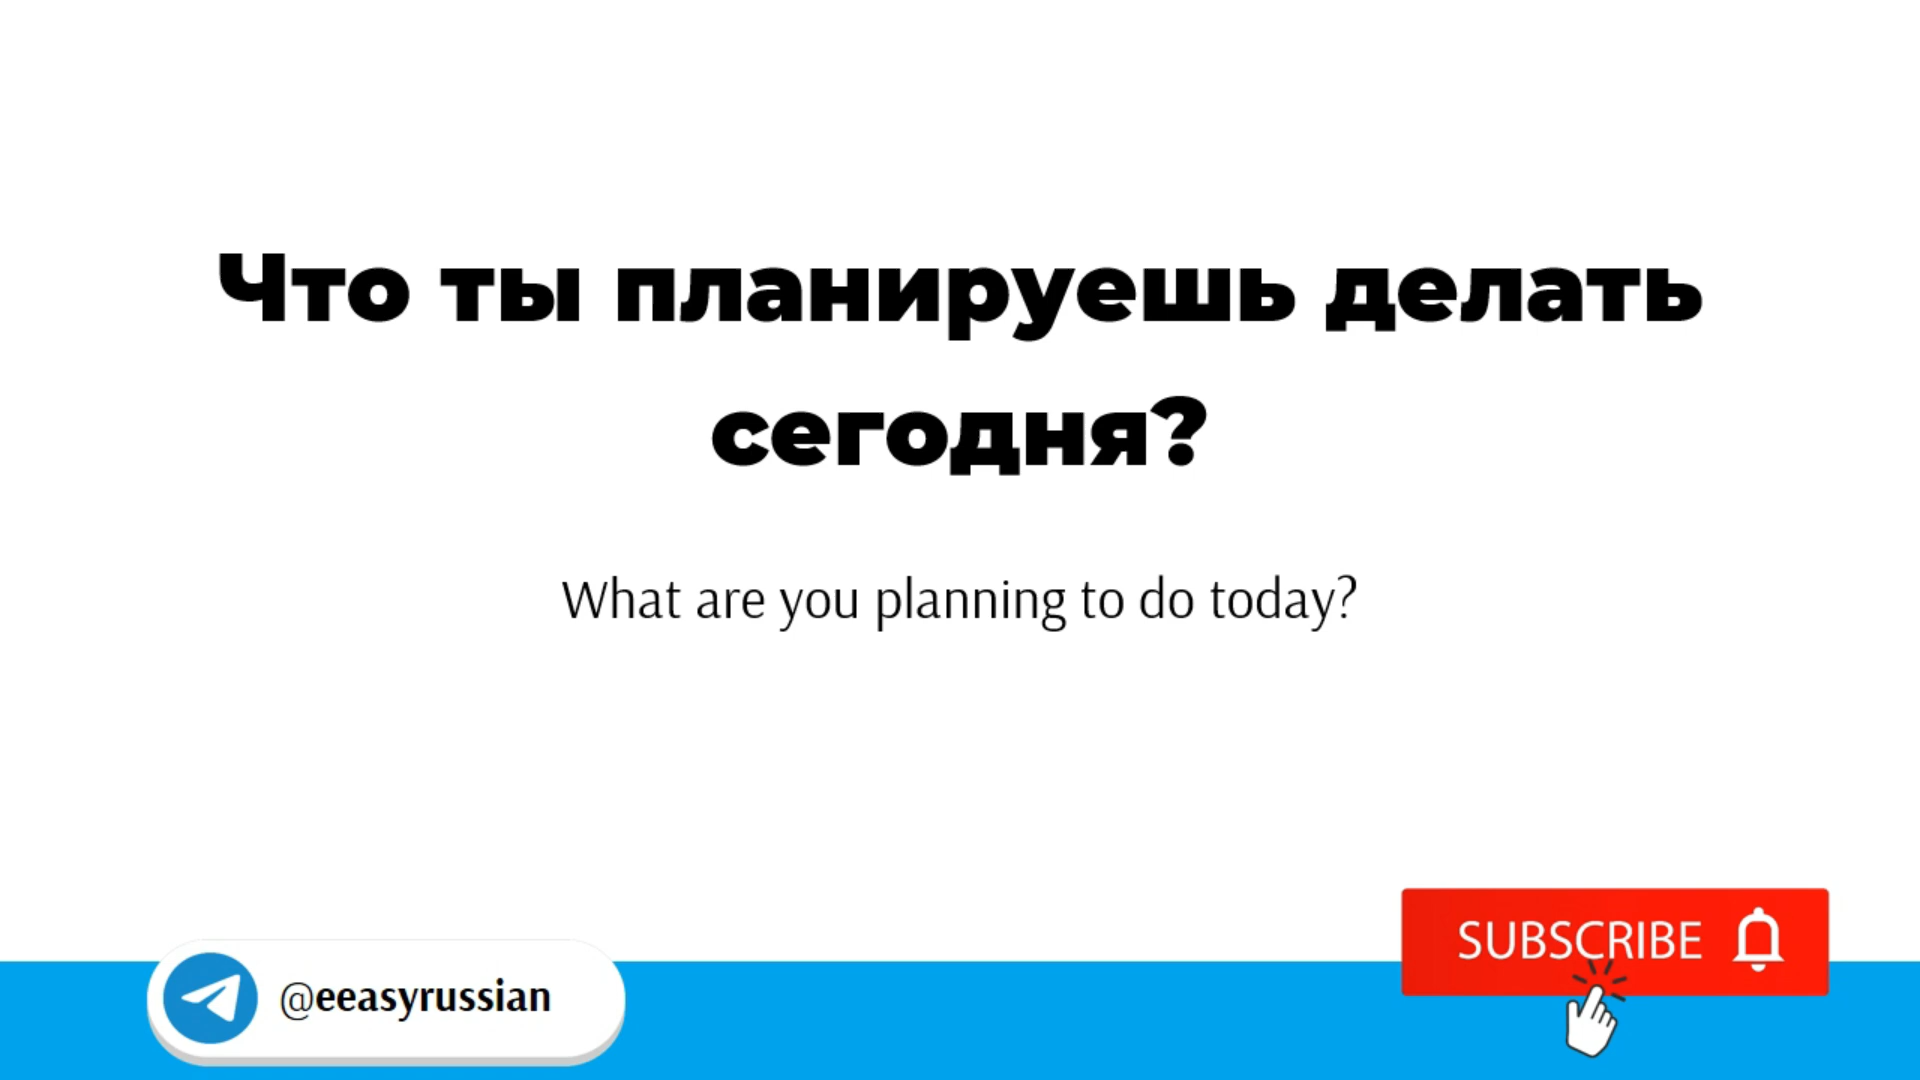 Что ты планируешь делать
сегодня?
What are you planning to do today?
SUBSCRIBE
@eeasyrussian